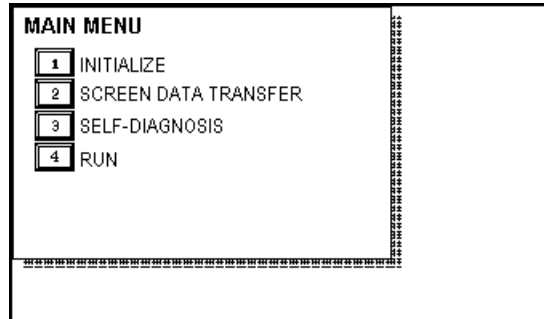 MAIN MENU
1 INITIALIZE
2 SCREEN DATA TRANSFER
3 SELF-DIAGNOSIS
4 RUN